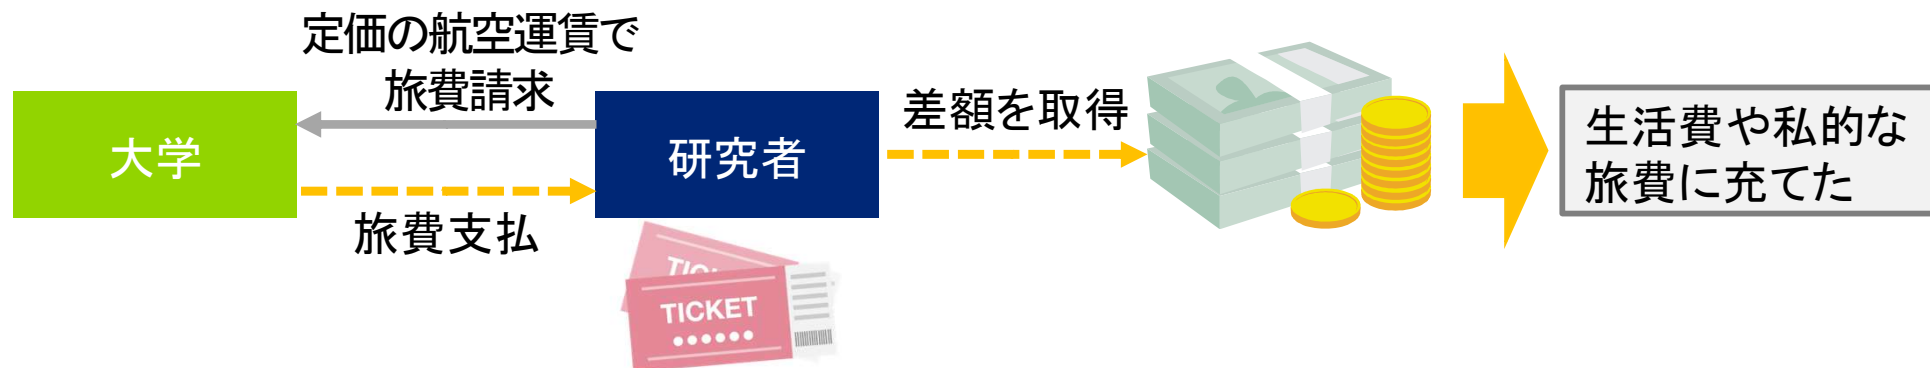 定価の航空運賃で
旅費請求
大学
研究者
旅費支払
差額を取得
生活費や私的な
旅費に充てた
TICKET